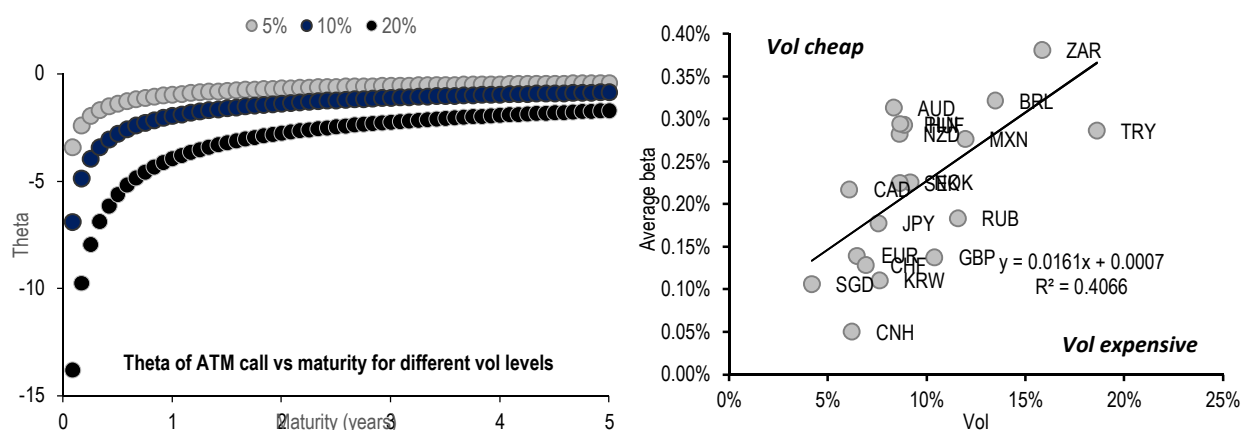 5% 10% 20%
0
-5
-10
-15
Theta
Theta of ATM call vs maturity for different vol levels
0 1 2 3 4 5
Maturity (years)
0.40%
0.35%
0.30%
0.25%
0.20%
0.15%
0.10%
0.05%
0.00%
Average beta
Vol cheap
ZAR
BRL
AUD
TRY
NZD
MXN
CAD
SEK
NOK
RUB
JPY
EUR
GBP
CHF
SGD
KRW
CNH
y = 0.0161x + 0.0007
R² = 0.4066
Vol expensive
0% 5% 10% 15% 20% 25%
Vol